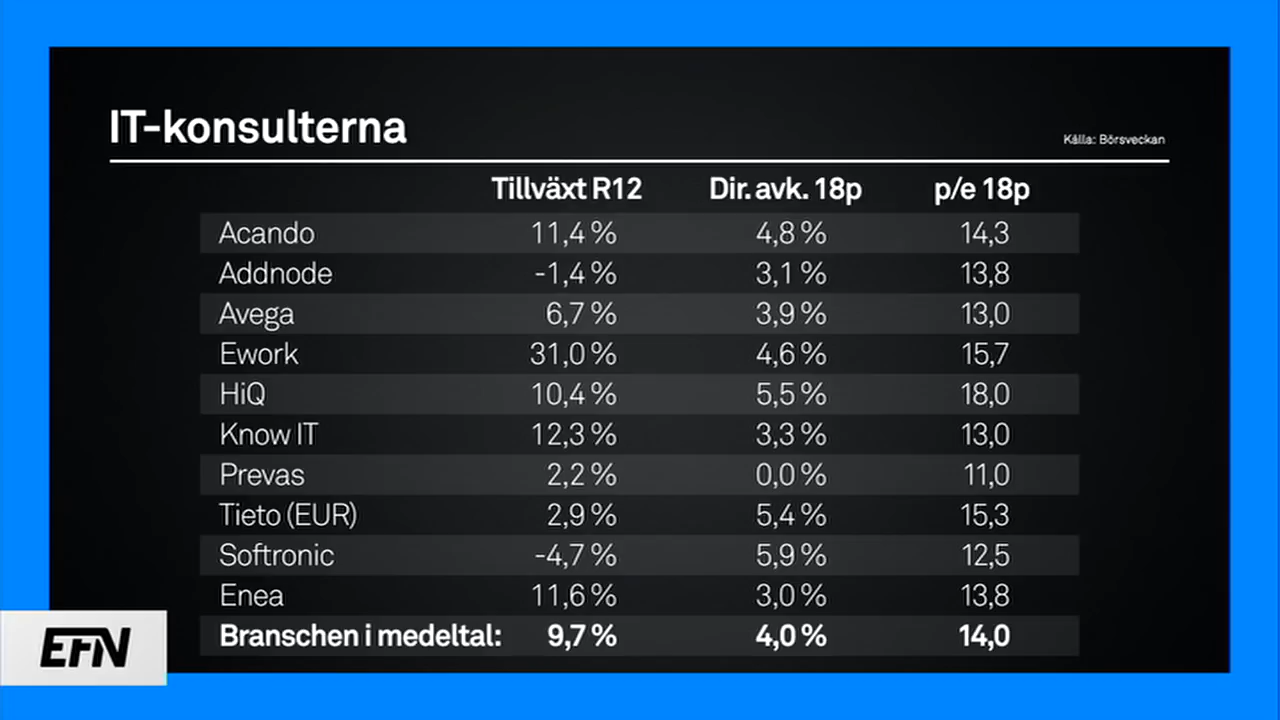 IT-konsulterna
Källa: Börsveckan
Tillväxt R12 Dir. avk. 18p p/e 18p
Acando 11,4 % 4,8 % 14,3
Addnode -1,4 % 3,1 % 13,8
Avega 6,7 % 3,9 % 13,0
Ework 31,0 % 4,6 % 15,7
HiQ 10,4 % 5,5 % 18,0
Know IT 12,3 % 3,3 % 13,0
Prevas 2,2 % 0,0 % 11,0
Tieto (EUR) 2,9 % 5,4 % 15,3
Softronic -4,7 % 5,9 % 12,5
Enea 11,6 % 3,0 % 13,8
Branschen i medeltal: 9,7 % 4,0 % 14,0
EFN